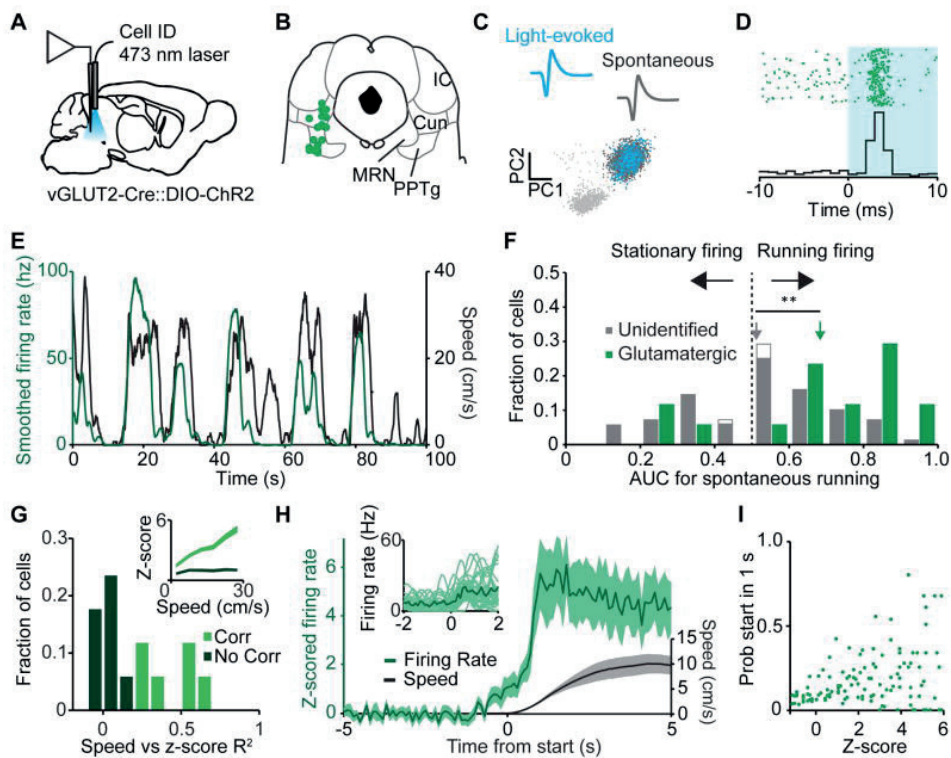 A
Cell ID
473 nm laser
vGLUT2-Cre::DIO-ChR2
B
IC
Cun
MRN
PPTg
C
Light-evoked
Spontaneous
PC2
PC1
D
-10
0
10
Time (ms)
E
Smoothed firing rate (hz)
100
50
0
40
20
0
Speed (cm/s)
0
20
40
60
80
100
Time (s)
F
Stationary firing
Running firing
**
Unidentified
Glutamatergic
Fraction of cells
0.5
0.4
0.3
0.2
0.1
0
0
0.2
0.4
0.6
0.8
1.0
AUC for spontaneous running
G
Fraction of cells
0.3
0.2
0.1
0
Z-score
6
0
30
Speed (cm/s)
Corr
No Corr
0
0.5
1
Speed vs z-score R²
H
Z-scored firing rate
6
4
2
0
Firing rate (Hz)
60
0
-2
0
2
Firing Rate
Speed
15
10
5
0
Speed (cm/s)
-5
0
5
Time from start (s)
I
Prob start in 1 s
1.0
0.5
0
0
2
4
6
Z-score